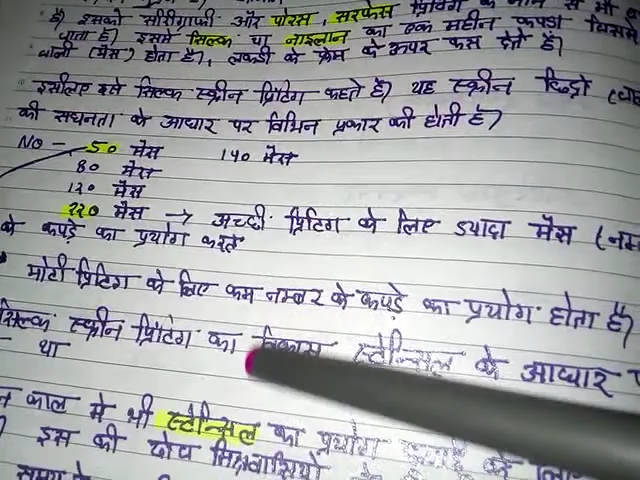 है) इसको सेरीग्राफी और पोरस, सरफेस प्रिंटिंग के नाम से भी
जाता है) इसमें सिल्क या नाइलान का एक महीन कपडा जिसमें
जाली (मैस) होता है), लकडी के फ्रेम के ऊपर कस देते हैं)
इसीलिए इसे सिल्क स्क्रीन प्रिंटिंग कहते हैं) यह स्क्रीन छिद्रो
की सघनता के आधार पर विभिन प्रकार की होती हैं)
NO - 50 मैस 140 मैस
80 मैस
120 मैस
220 मैस → अच्छी प्रिटिंग के लिए ज्यादा मैस
के कपड़े का प्रयोग करते
मोटी प्रिटिंग के लिए कम नम्बर के कपड़े का प्रयोग होता है)
सिल्क स्क्रीन प्रिंटिंग का विकास स्टेन्सिल के आधार
था
काल मे भी स्टेन्सिल का प्रयोग
इस की दीप
समय